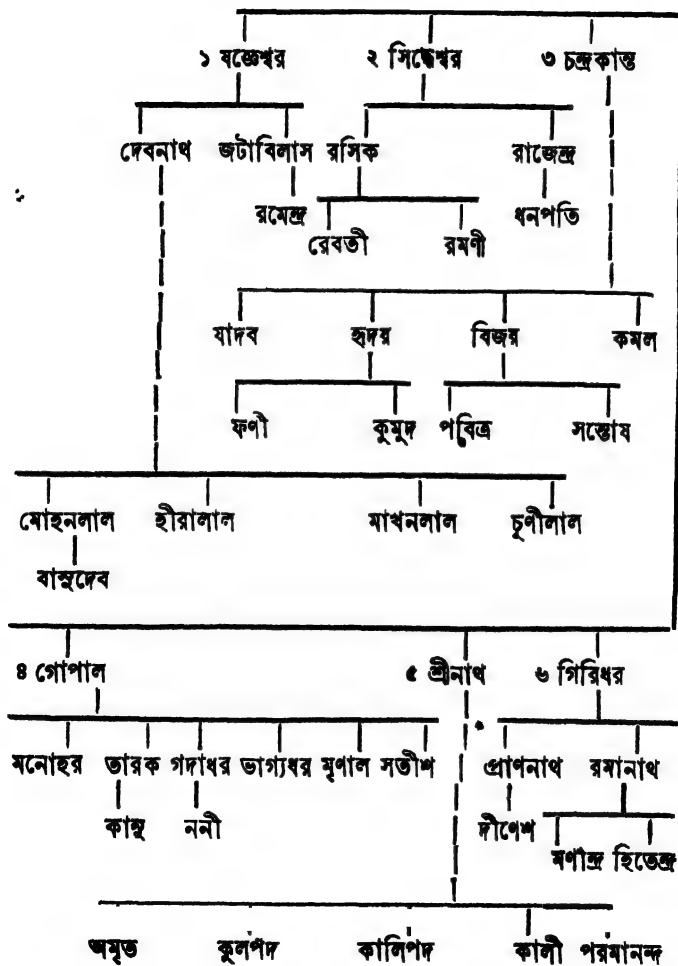 ১ যজ্ঞেশ্বর ২ সিদ্ধেশ্বর ৩ চন্দ্রকান্ত
দেবনাথ জটাবিলাস রসিক রাজেন্দ্র
রমেন্দ্র রেবতী রমণী ধনপতি
যাদব হৃদয় বিজয় কমল
ফণী কুমুদ পবিত্র সন্তোষ
মোহনলাল হীরালাল মাখনলাল চূণীলাল
বাসুদেব
৪ গোপাল ৫ শ্রীনাথ ৬ গিরিধর
মনোহর তারক গদাধর ভাগ্যধর মৃণাল সতীশ প্রাণনাথ রমানাথ
কানু ননী দীণেশ মণীন্দ্র হিতেন্দ্র
অমৃত কুলপদ কালিপদ কালী পরমানন্দ